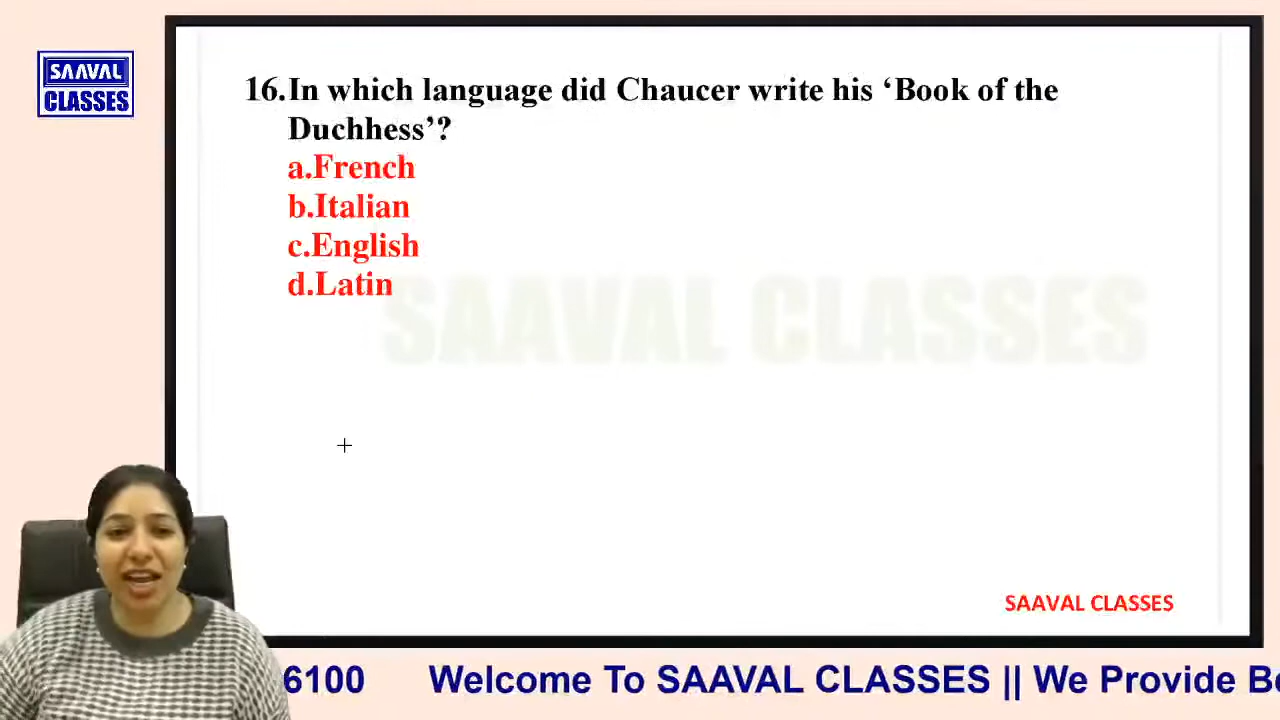 SAAVAL
CLASSES
16.In which language did Chaucer write his ‘Book of the
Duchhess’?
a.French
b.Italian
c.English
d.Latin
SAAVAL CLASSES
SAAVAL CLASSES
6100 Welcome To SAAVAL CLASSES || We Provide Be